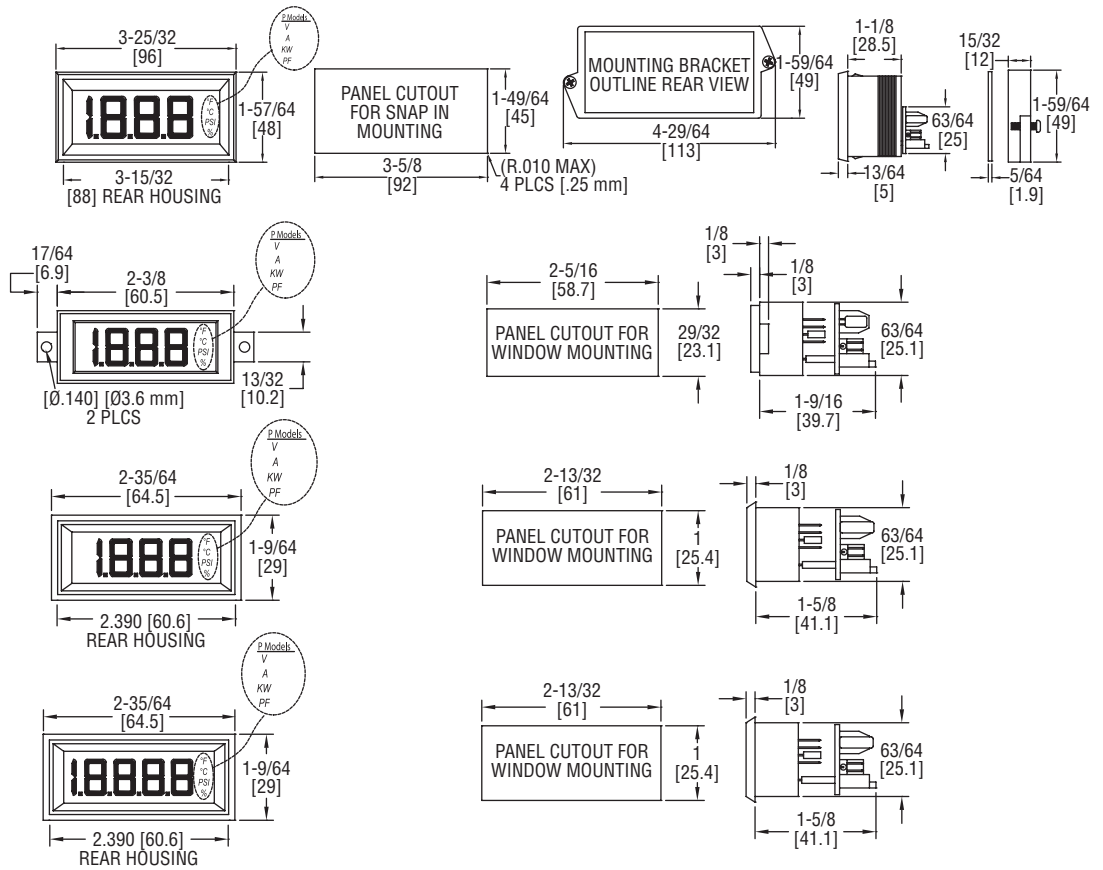 3-25/32
[96]
P Models
V
A
KW
PF
1.8.8.8
°F
°C
PSI
%
1-57/64
[48]
3-15/32
[88] REAR HOUSING
PANEL CUTOUT
FOR SNAP IN
MOUNTING
1-49/64
[45]
3-5/8
[92]
(R.010 MAX)
4 PLCS [.25 mm]
MOUNTING BRACKET
OUTLINE REAR VIEW
1-59/64
[49]
4-29/64
[113]
1-1/8
[28.5]
63/64
[25]
13/64
[5]
15/32
[12]
1-59/64
[49]
5/64
[1.9]
17/64
[6.9]
2-3/8
[60.5]
P Models
V
A
KW
PF
1.8.8.8
°F
°C
PSI
%
13/32
[10.2]
[Ø.140] [Ø3.6 mm]
2 PLCS
2-5/16
[58.7]
PANEL CUTOUT FOR
WINDOW MOUNTING
29/32
[23.1]
1/8
[3]
1/8
[3]
63/64
[25.1]
1-9/16
[39.7]
2-35/64
[64.5]
P Models
V
A
KW
PF
1.8.8.8
°F
°C
PSI
%
1-9/64
[29]
2.390 [60.6]
REAR HOUSING
2-13/32
[61]
PANEL CUTOUT FOR
WINDOW MOUNTING
1
[25.4]
1/8
[3]
63/64
[25.1]
1-5/8
[41.1]
2-35/64
[64.5]
P Models
V
A
KW
PF
1.8.8.8.8
°F
°C
PSI
%
1-9/64
[29]
2.390 [60.6]
REAR HOUSING
2-13/32
[61]
PANEL CUTOUT FOR
WINDOW MOUNTING
1
[25.4]
1/8
[3]
63/64
[25.1]
1-5/8
[41.1]